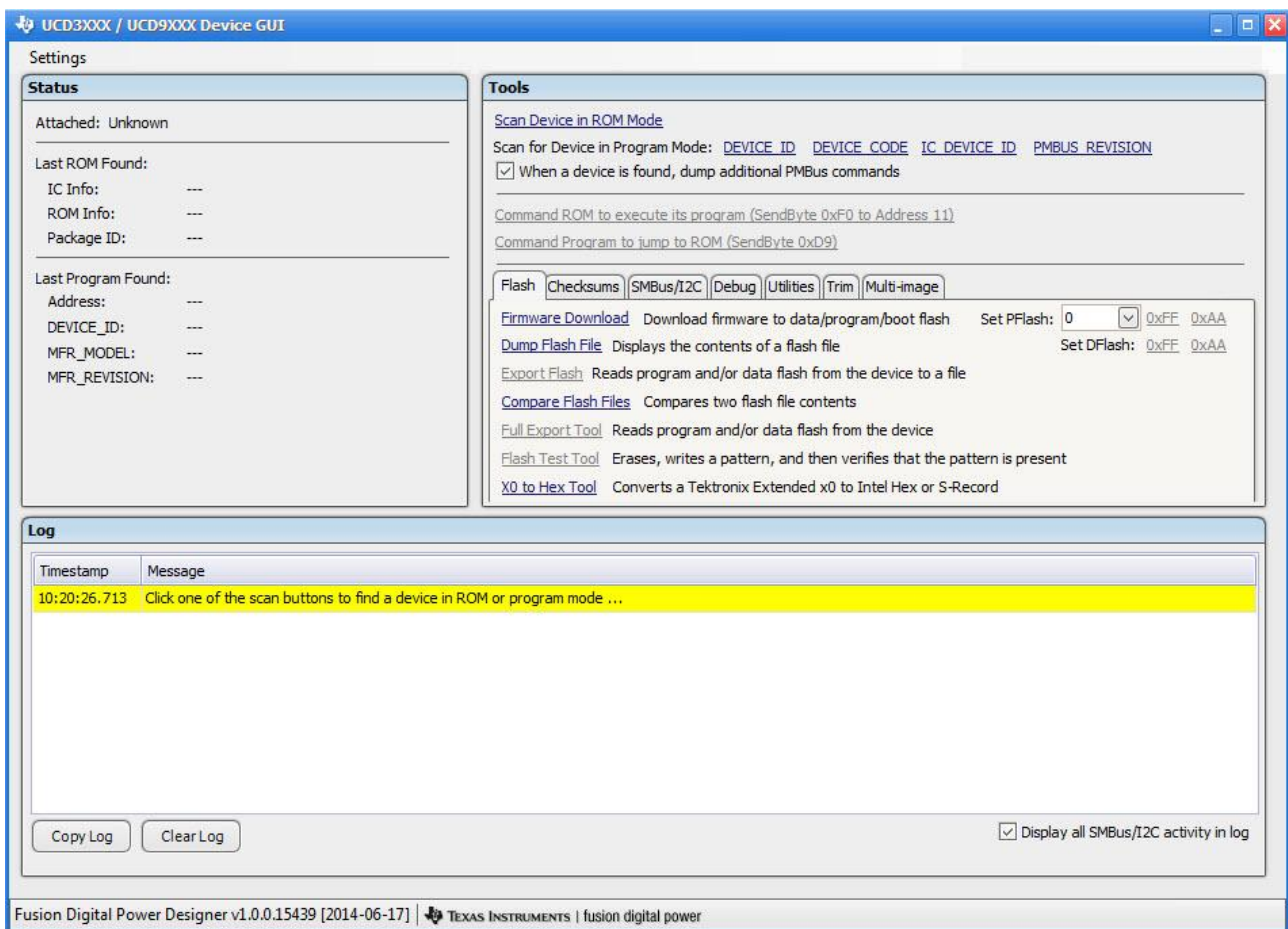 UCD3XXX / UCD9XXX Device GUI
Settings
Status
Attached: Unknown
Last ROM Found:
IC Info: ---
ROM Info: ---
Package ID: ---
Last Program Found:
Address: ---
DEVICE_ID: ---
MFR_MODEL: ---
MFR_REVISION: ---
Tools
Scan Device in ROM Mode
Scan for Device in Program Mode: DEVICE_ID DEVICE_CODE IC_DEVICE_ID PMBUS_REVISION
When a device is found, dump additional PMBus commands
Command ROM to execute its program (SendByte 0xF0 to Address 11)
Command Program to jump to ROM (SendByte 0xD9)
Flash Checksums SMBus/I2C Debug Utilities Trim Multi-image
Firmware Download Download firmware to data/program/boot flash Set PFlash: 0 0xFF 0xAA
Dump Flash File Displays the contents of a flash file Set DFlash: 0xFF 0xAA
Export Flash Reads program and/or data flash from the device to a file
Compare Flash Files Compares two flash file contents
Full Export Tool Reads program and/or data flash from the device
Flash Test Tool Erases, writes a pattern, and then verifies that the pattern is present
X0 to Hex Tool Converts a Tektronix Extended x0 to Intel Hex or S-Record
Log
Timestamp Message
10:20:26.713 Click one of the scan buttons to find a device in ROM or program mode ...
Copy Log Clear Log Display all SMBus/I2C activity in log
Fusion Digital Power Designer v1.0.0.15439 [2014-06-17] TEXAS INSTRUMENTS | fusion digital power